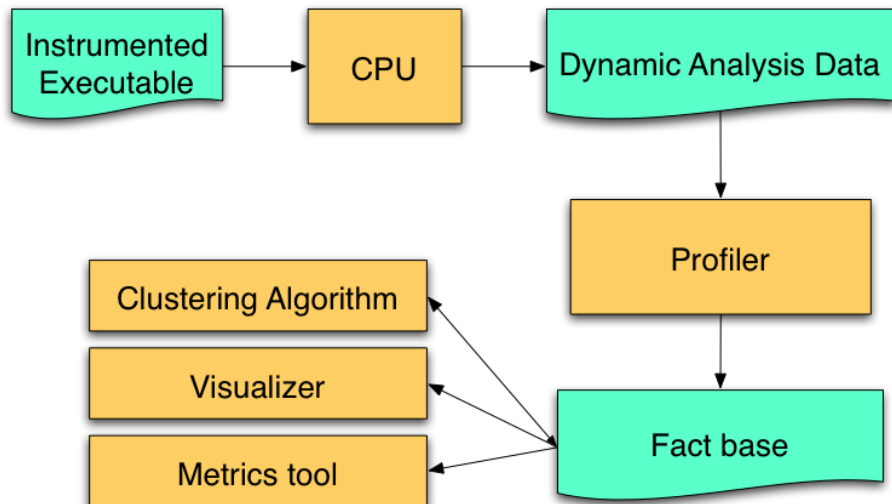 Instrumented
Executable
CPU
Dynamic Analysis Data
Profiler
Clustering Algorithm
Visualizer
Fact base
Metrics tool